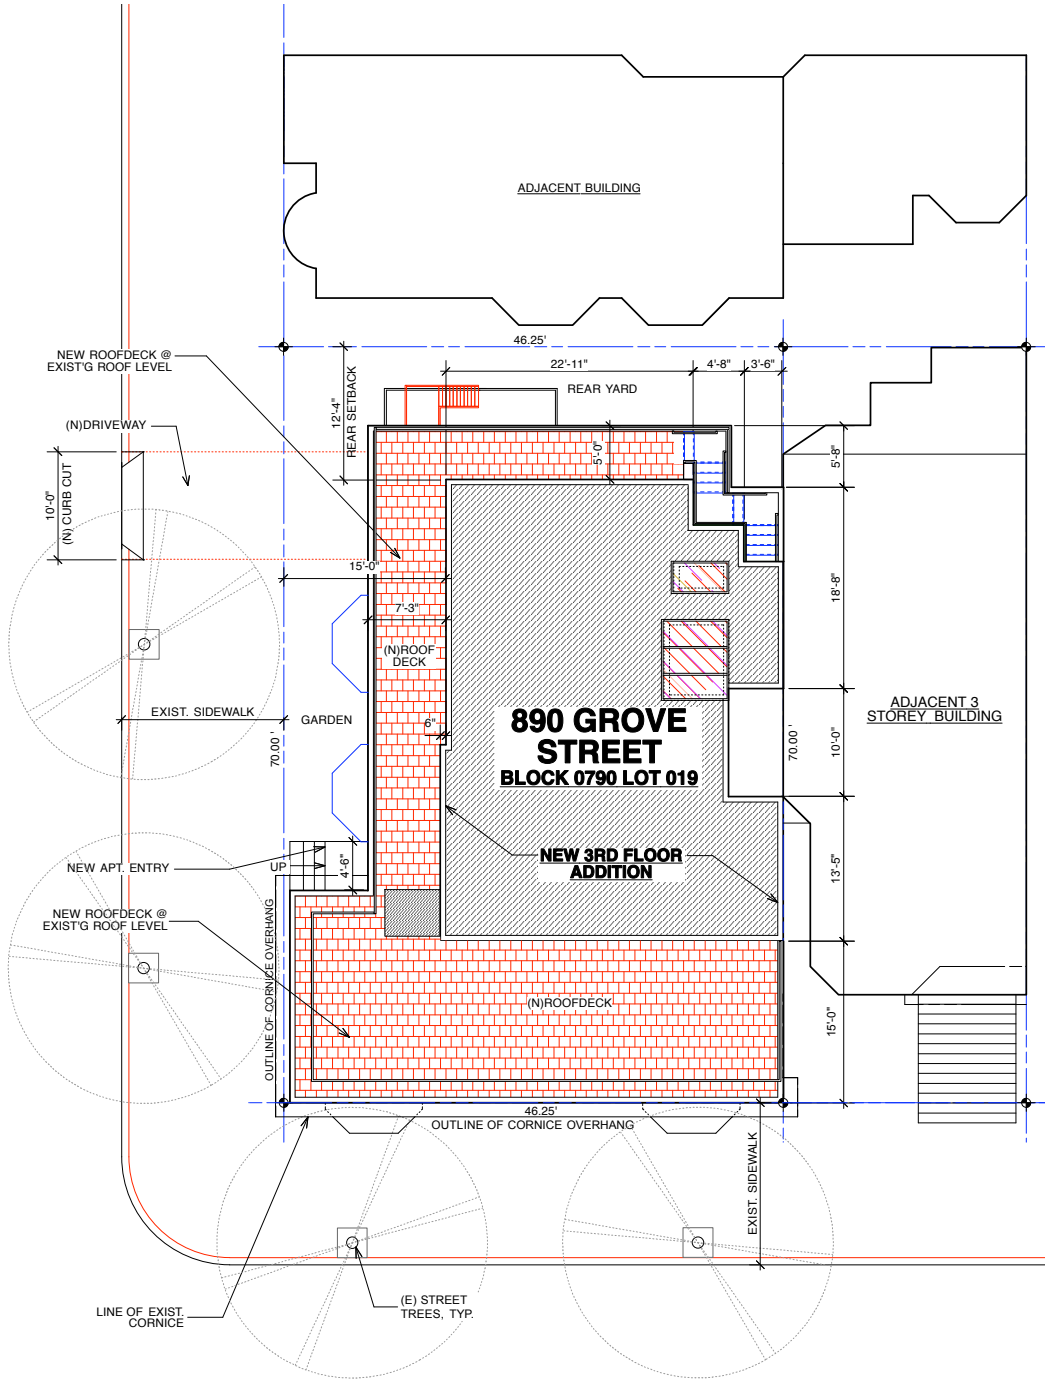 ADJACENT BUILDING
46.25'
NEW ROOFDECK @
EXIST'G ROOF LEVEL
22'-11"
4'-8"
3'-6"
REAR YARD
12'-4"
REAR SETBACK
(N)DRIVEWAY
5'-0"
5'-8"
10'-0"
(N) CURB CUT
15'-0"
18'-8"
7'-3"
(N)ROOF
DECK
EXIST. SIDEWALK
GARDEN
6"
70.00 '
890 GROVE
STREET
BLOCK 0790 LOT 019
70.00 '
10'-0"
ADJACENT 3
STOREY BUILDING
NEW APT. ENTRY
UP
4'-6"
NEW 3RD FLOOR
ADDITION
13'-5"
NEW ROOFDECK @
EXIST'G ROOF LEVEL
OUTLINE OF CORNICE OVERHANG
(N)ROOFDECK
15'-0"
46.25'
OUTLINE OF CORNICE OVERHANG
EXIST. SIDEWALK
LINE OF EXIST.
CORNICE
(E) STREET
TREES, TYP.